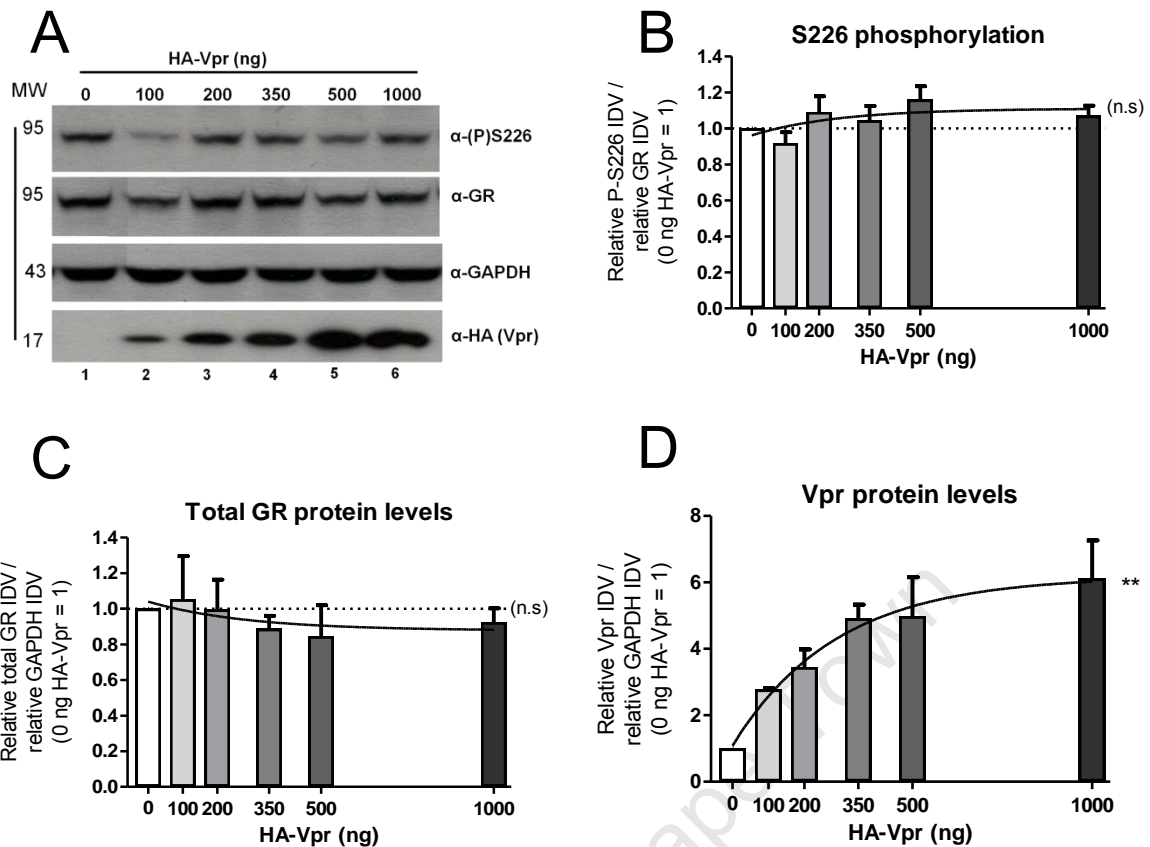 A
HA-Vpr (ng)
MW
0 100 200 350 500 1000
95 α-(P)S226
95 α-GR
43 α-GAPDH
17 α-HA (Vpr)
1 2 3 4 5 6
B
S226 phosphorylation
Relative P-S226 IDV /
relative GR IDV
(0 ng HA-Vpr = 1)
1.4
1.2
1.0
0.8
0.6
0.4
0.2
0.0
(n.s)
0 100 200 350 500 1000
HA-Vpr (ng)
C
Total GR protein levels
Relative total GR IDV /
relative GAPDH IDV
(0 ng HA-Vpr = 1)
1.4
1.2
1.0
0.8
0.6
0.4
0.2
0.0
(n.s)
0 100 200 350 500 1000
HA-Vpr (ng)
D
Vpr protein levels
Relative Vpr IDV /
relative GAPDH IDV
(0 ng HA-Vpr = 1)
8
6
4
2
0
**
0 100 200 350 500 1000
HA-Vpr (ng)
ape Town